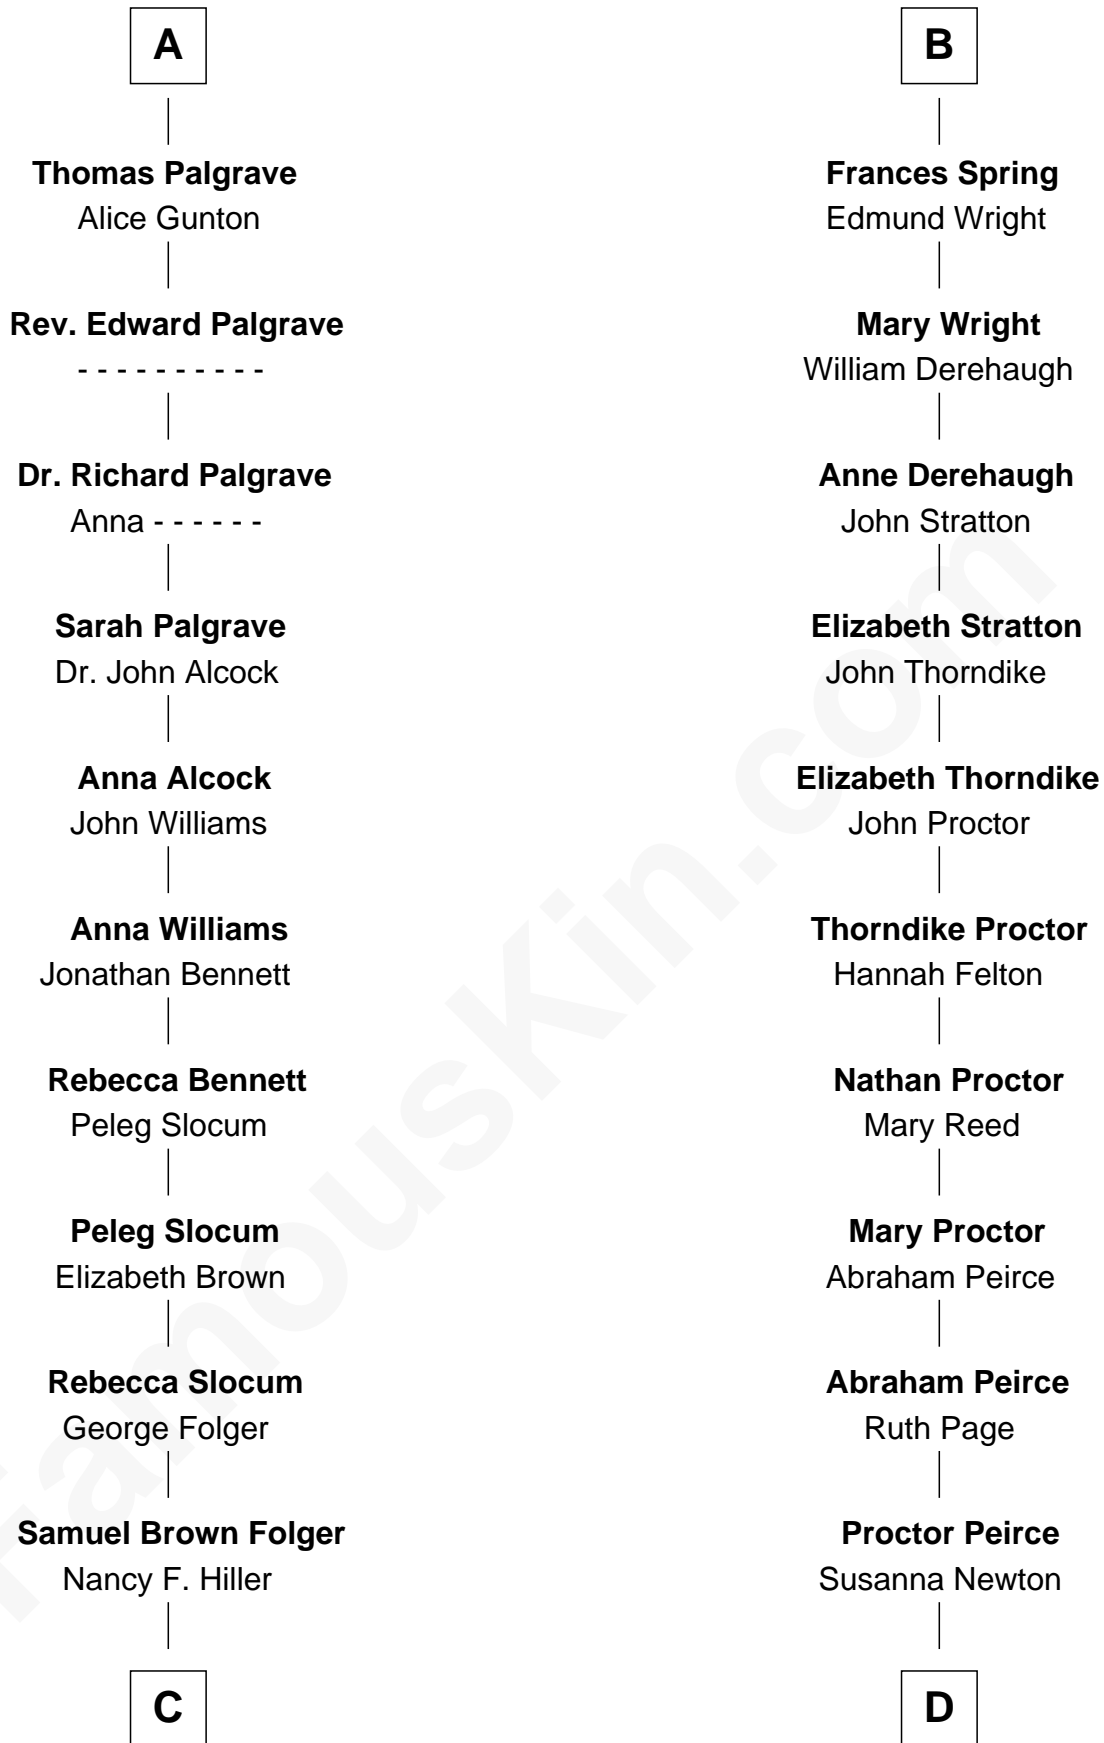 A
Thomas Palgrave
Alice Gunton
Rev. Edward Palgrave
- - - - - - - - - -
Dr. Richard Palgrave
Anna - - - - - -
Sarah Palgrave
Dr. John Alcock
Anna Alcock
John Williams
Anna Williams
Jonathan Bennett
Rebecca Bennett
Peleg Slocum
Peleg Slocum
Elizabeth Brown
Rebecca Slocum
George Folger
Samuel Brown Folger
Nancy F. Hiller
C
B
Frances Spring
Edmund Wright
Mary Wright
William Derehaugh
Anne Derehaugh
John Stratton
Elizabeth Stratton
John Thorndike
Elizabeth Thorndike
John Proctor
Thorndike Proctor
Hannah Felton
Nathan Proctor
Mary Reed
Mary Proctor
Abraham Peirce
Abraham Peirce
Ruth Page
Proctor Peirce
Susanna Newton
D
FamousKin.com